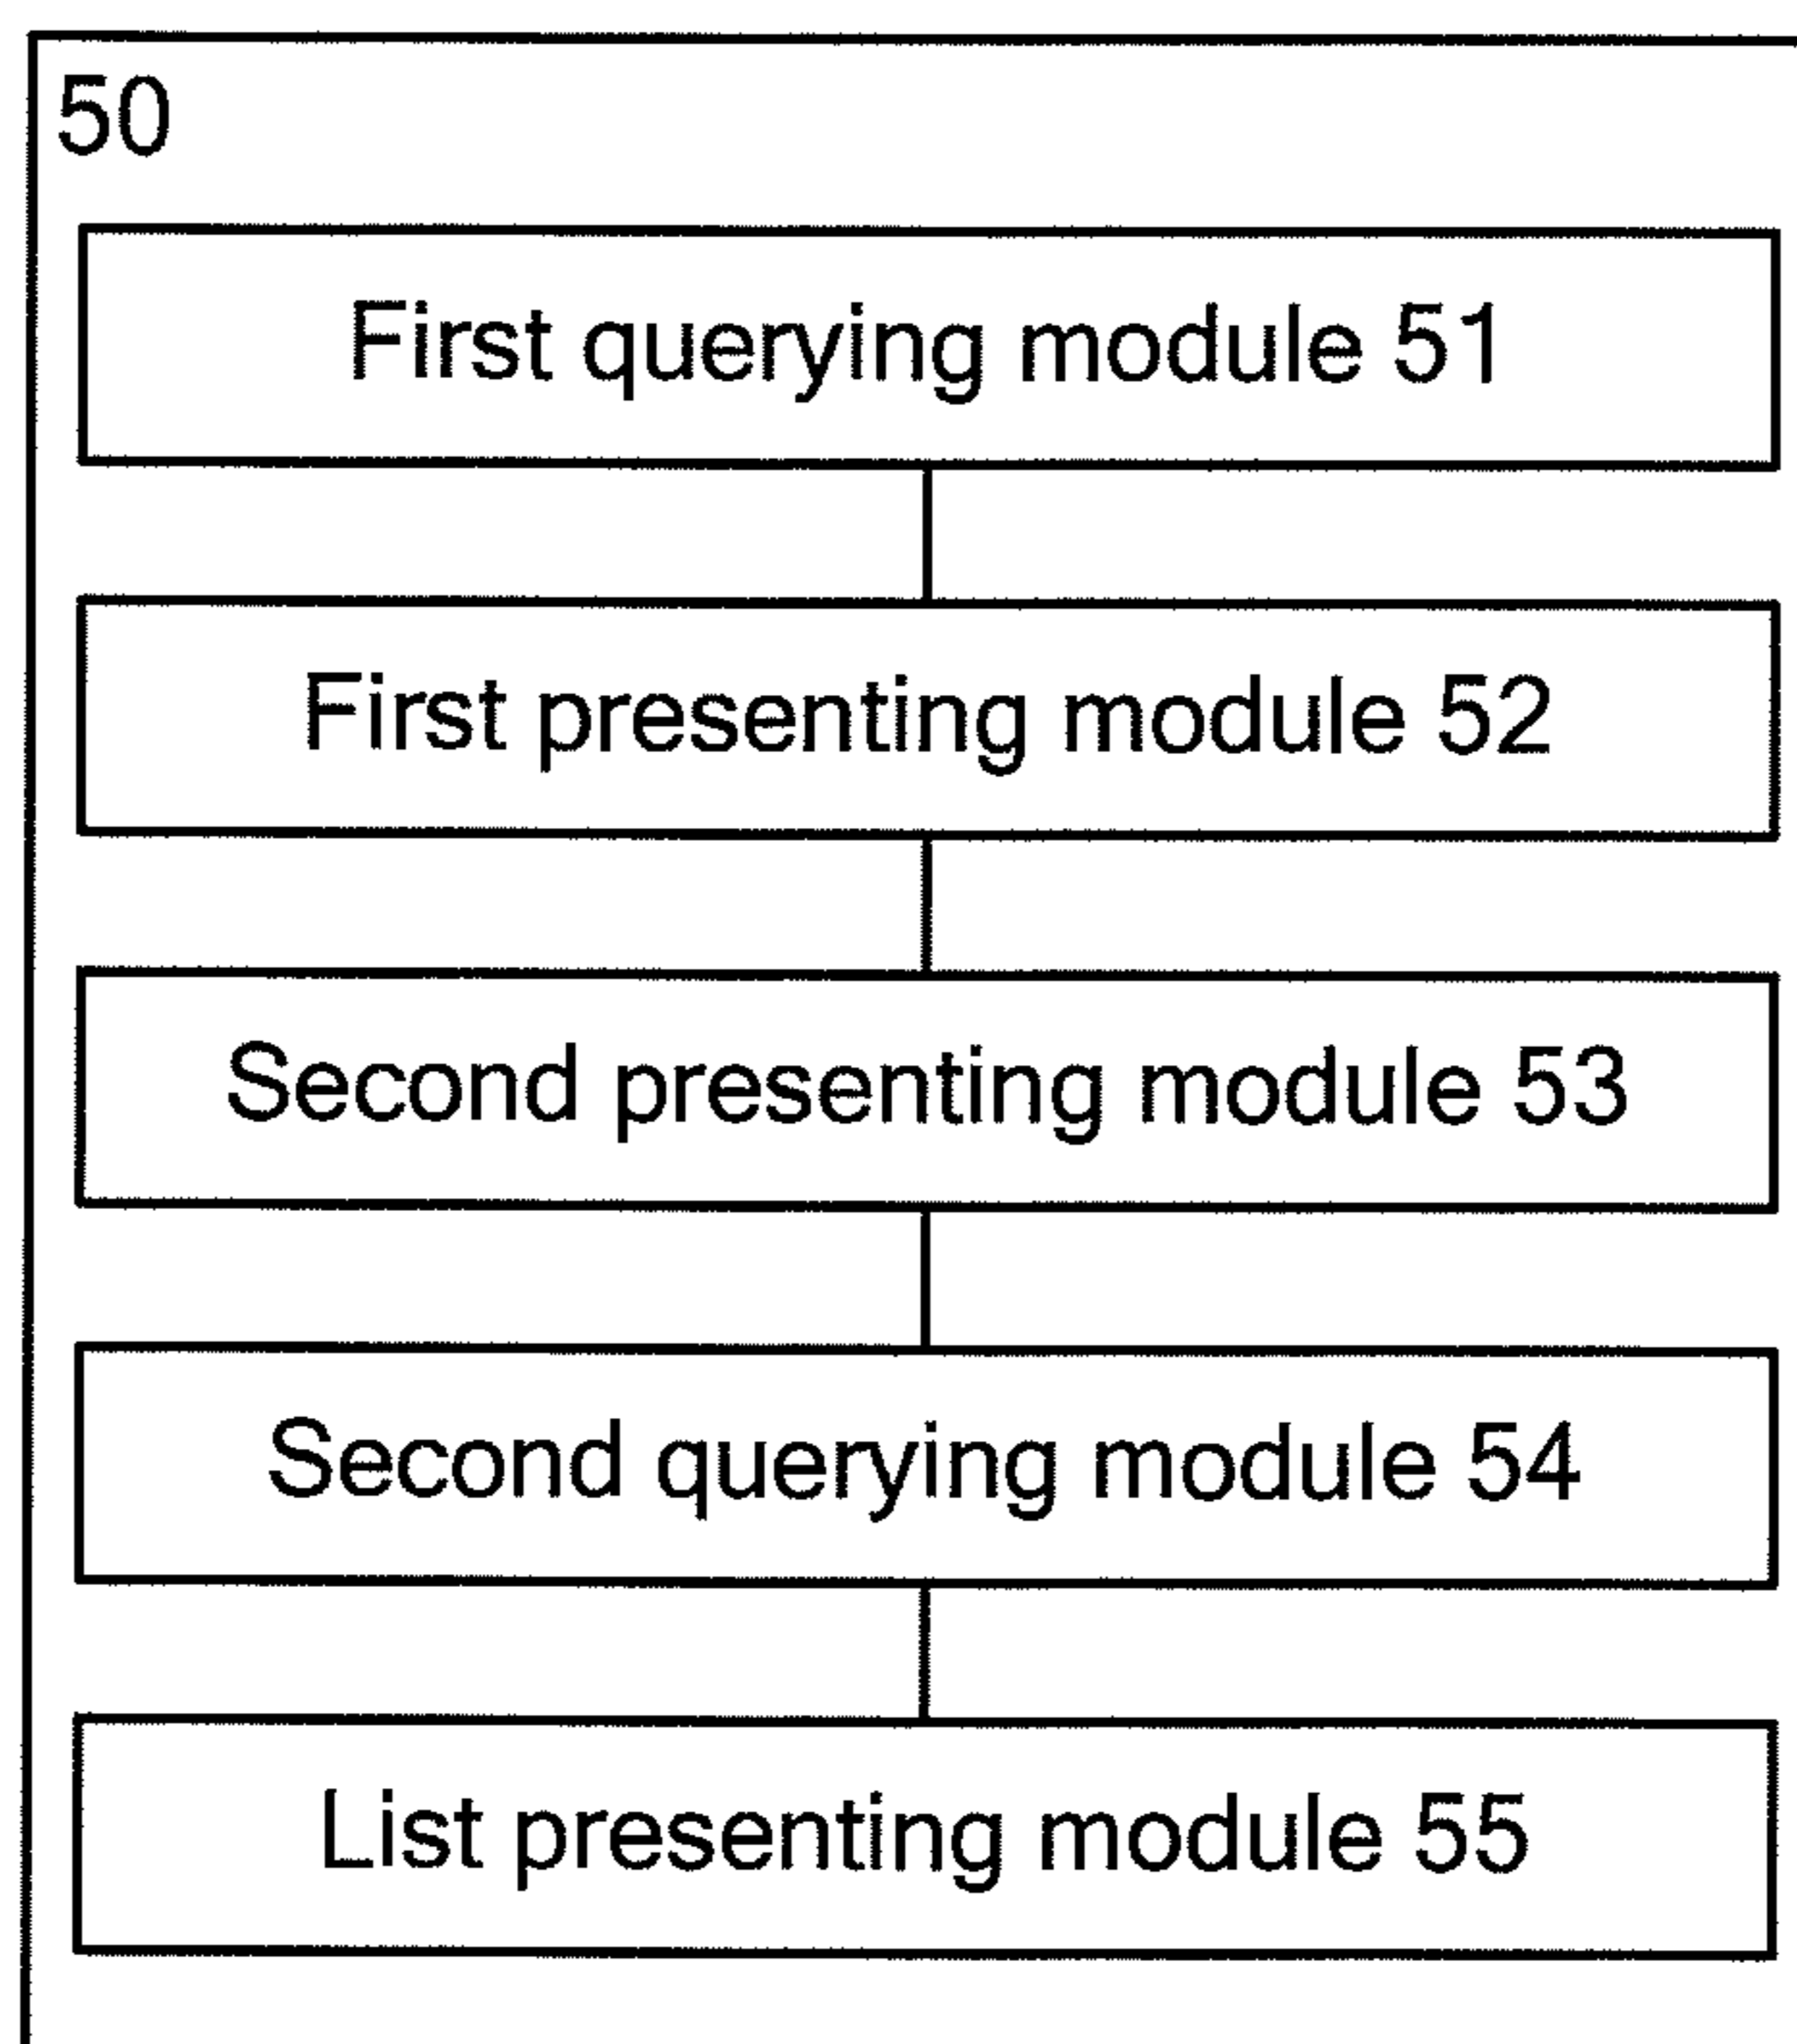 50
First querying module 51
First presenting module 52
Second presenting module 53
Second querying module 54
List presenting module 55